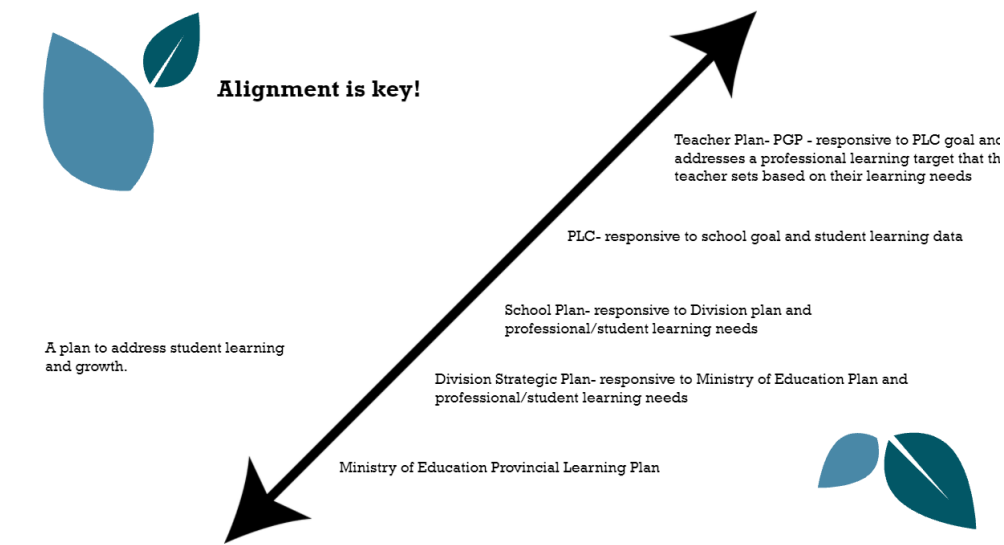 Alignment is key!
Teacher Plan- PGP - responsive to PLC goal and
addresses a professional learning target that th
teacher sets based on their learning needs
PLC- responsive to school goal and student learning data
School Plan- responsive to Division plan and
professional/student learning needs
A plan to address student learning
and growth.
Division Strategic Plan- responsive to Ministry of Education Plan and
professional/student learning needs
Ministry of Education Provincial Learning Plan